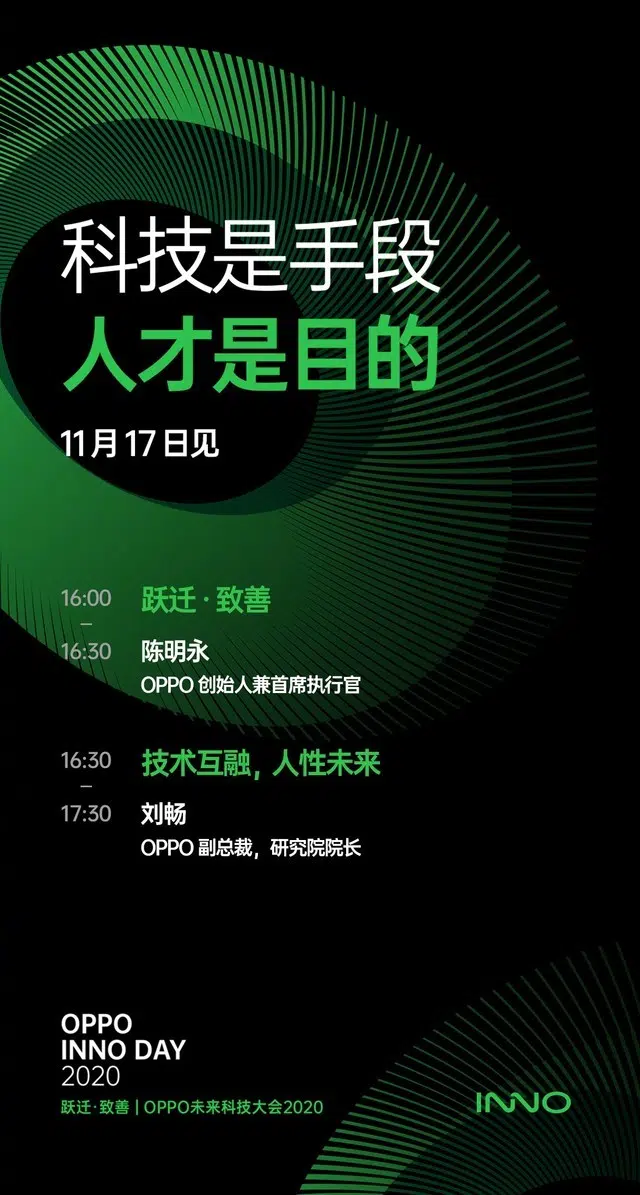 科技是手段
人才是目的
11月17日见
16:00
–
16:30
跃迁·致善
陈明永
OPPO 创始人兼首席执行官
16:30
–
17:30
技术互融，人性未来
刘畅
OPPO 副总裁，研究院院长
OPPO
INNO DAY
2020
跃迁·致善 | OPPO未来科技大会2020
INNO